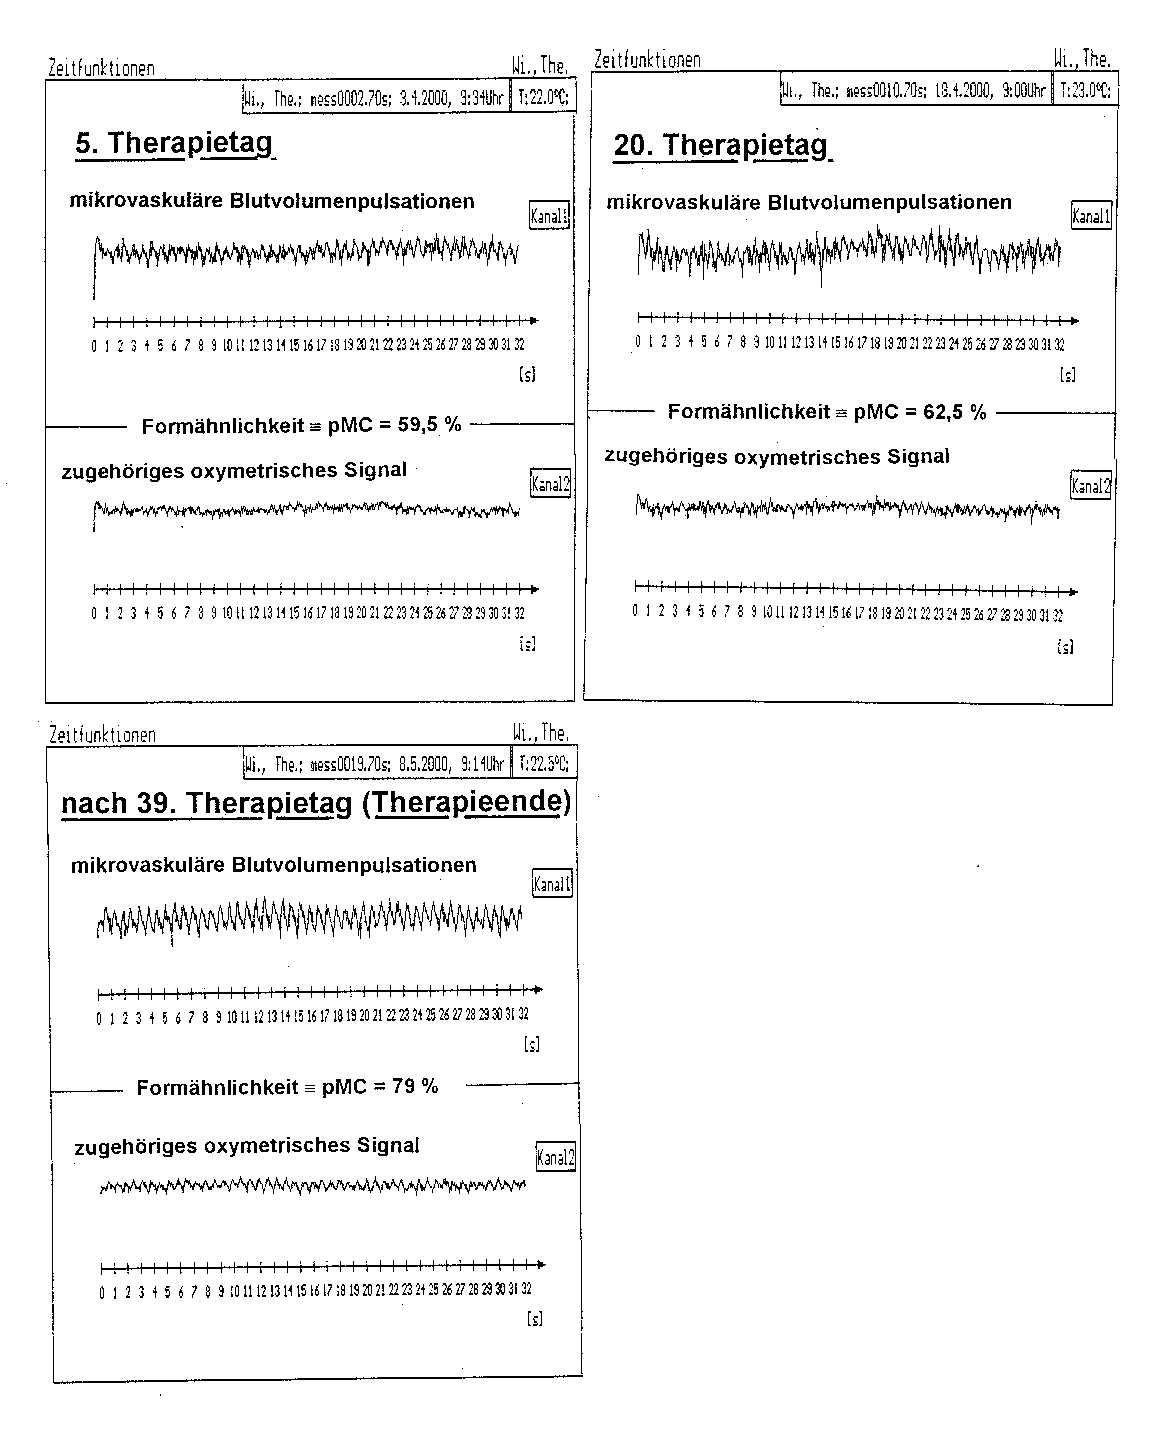 Zeitfunktionen Wi., The.
Wi., The.; mess0002.70s; 3.4.2000, 9:34Uhr T:22.0°C;
5. Therapietag
mikrovaskuläre Blutvolumenpulsationen
Kanal1
0 1 2 3 4 5 6 7 8 9 10 11 12 13 14 15 16 17 18 19 20 21 22 23 24 25 26 27 28 29 30 31 32
[s]
Formähnlichkeit ≡ pMC = 59,5 %
zugehöriges oxymetrisches Signal
Kanal2
0 1 2 3 4 5 6 7 8 9 10 11 12 13 14 15 16 17 18 19 20 21 22 23 24 25 26 27 28 29 30 31 32
[s]
Zeitfunktionen Wi., The.
Wi., The.; mess0010.70s; 18.4.2000, 9:00Uhr T:23.0°C;
20. Therapietag
mikrovaskuläre Blutvolumenpulsationen
Kanal1
0 1 2 3 4 5 6 7 8 9 10 11 12 13 14 15 16 17 18 19 20 21 22 23 24 25 26 27 28 29 30 31 32
[s]
Formähnlichkeit ≡ pMC = 62,5 %
zugehöriges oxymetrisches Signal
Kanal2
0 1 2 3 4 5 6 7 8 9 10 11 12 13 14 15 16 17 18 19 20 21 22 23 24 25 26 27 28 29 30 31 32
[s]
Zeitfunktionen Wi., The.
Wi., The.; mess0019.70s; 8.5.2000, 9:14Uhr T:22.5°C;
nach 39. Therapietag (Therapieende)
mikrovaskuläre Blutvolumenpulsationen
Kanal1
0 1 2 3 4 5 6 7 8 9 10 11 12 13 14 15 16 17 18 19 20 21 22 23 24 25 26 27 28 29 30 31 32
[s]
Formähnlichkeit ≡ pMC = 79 %
zugehöriges oxymetrisches Signal
Kanal2
0 1 2 3 4 5 6 7 8 9 10 11 12 13 14 15 16 17 18 19 20 21 22 23 24 25 26 27 28 29 30 31 32
[s]